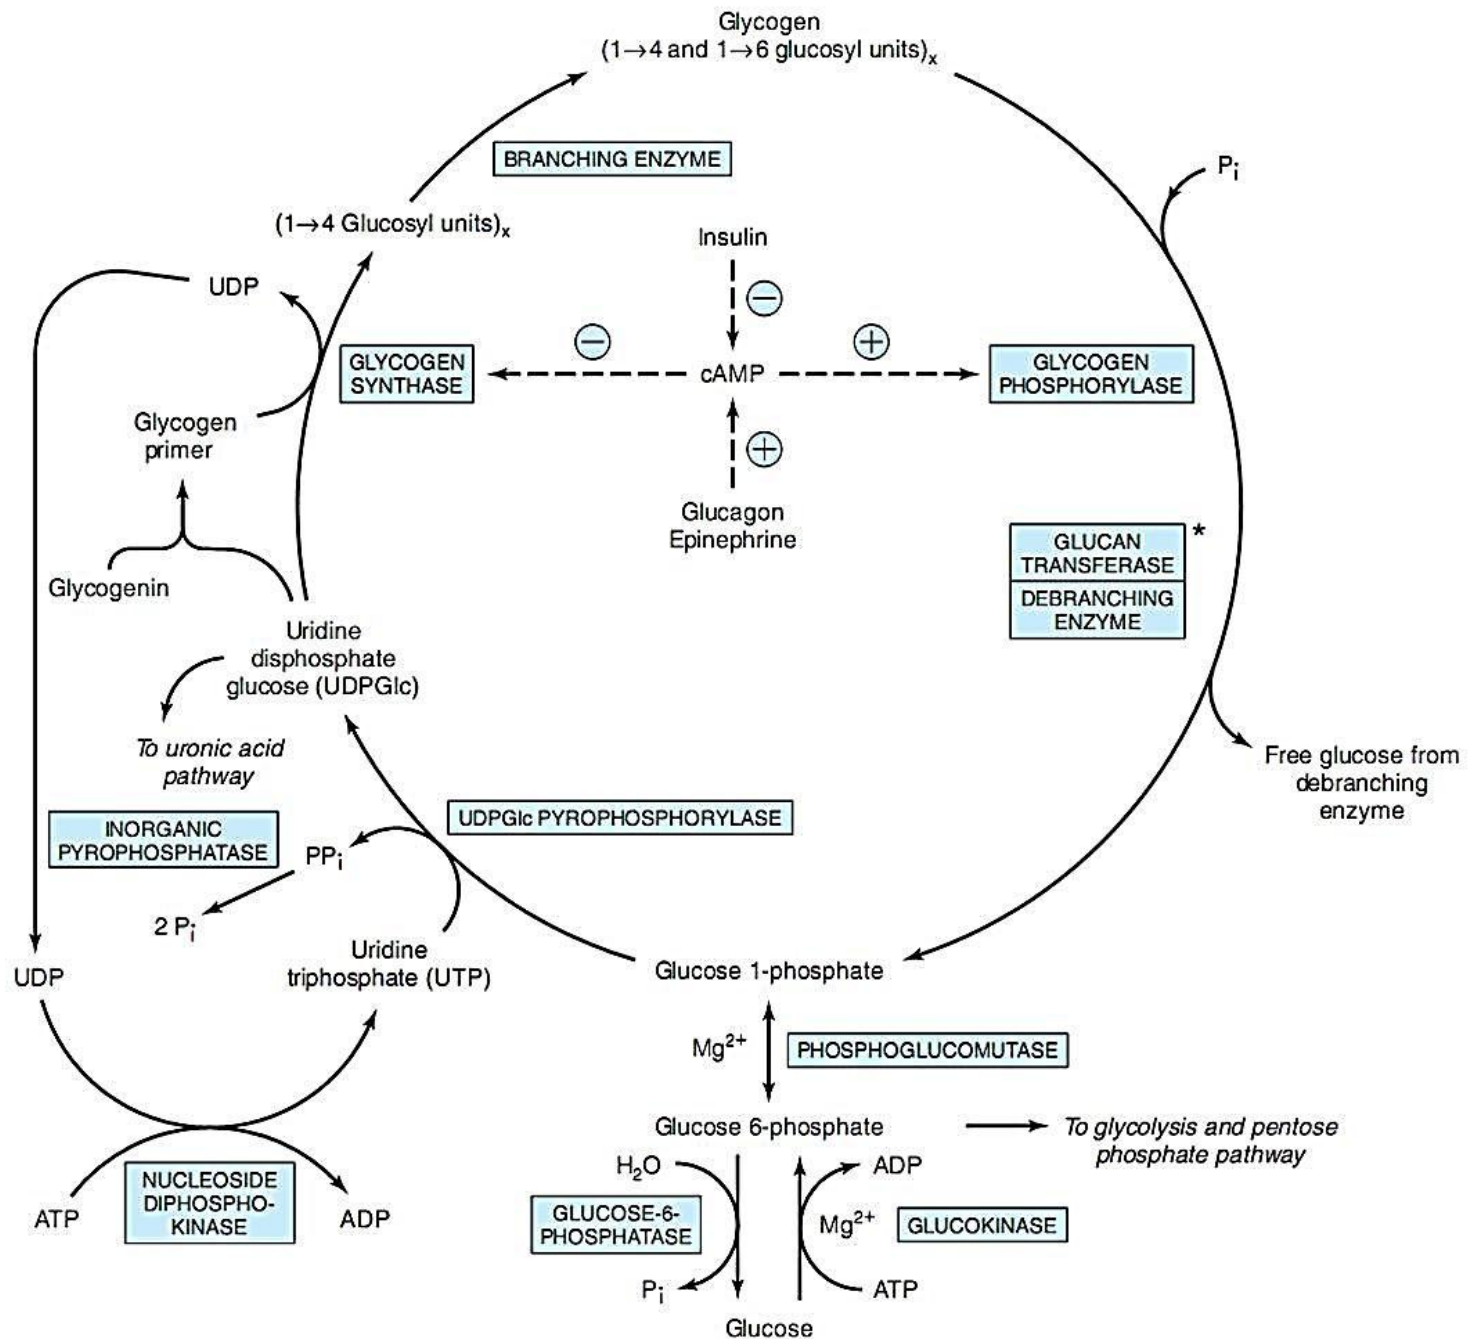 Glycogen
(1→4 and 1→6 glucosyl units)x
BRANCHING ENZYME
Pi
(1→4 Glucosyl units)x
Insulin
UDP
−
−
+
GLYCOGEN
SYNTHASE
cAMP
GLYCOGEN
PHOSPHORYLASE
Glycogen
primer
+
Glucagon
Epinephrine
GLUCAN
TRANSFERASE
*
DEBRANCHING
ENZYME
Glycogenin
Uridine
disphosphate
glucose (UDPGlc)
To uronic acid
pathway
Free glucose from
debranching
enzyme
UDPGlc PYROPHOSPHORYLASE
INORGANIC
PYROPHOSPHATASE
PPi
2 Pi
Uridine
triphosphate (UTP)
UDP
Glucose 1-phosphate
Mg2+
PHOSPHOGLUCOMUTASE
Glucose 6-phosphate
To glycolysis and pentose
phosphate pathway
NUCLEOSIDE
DIPHOSPHO-
KINASE
ATP
ADP
H2O
ADP
GLUCOSE-6-
PHOSPHATASE
Mg2+
GLUCOKINASE
Pi
ATP
Glucose